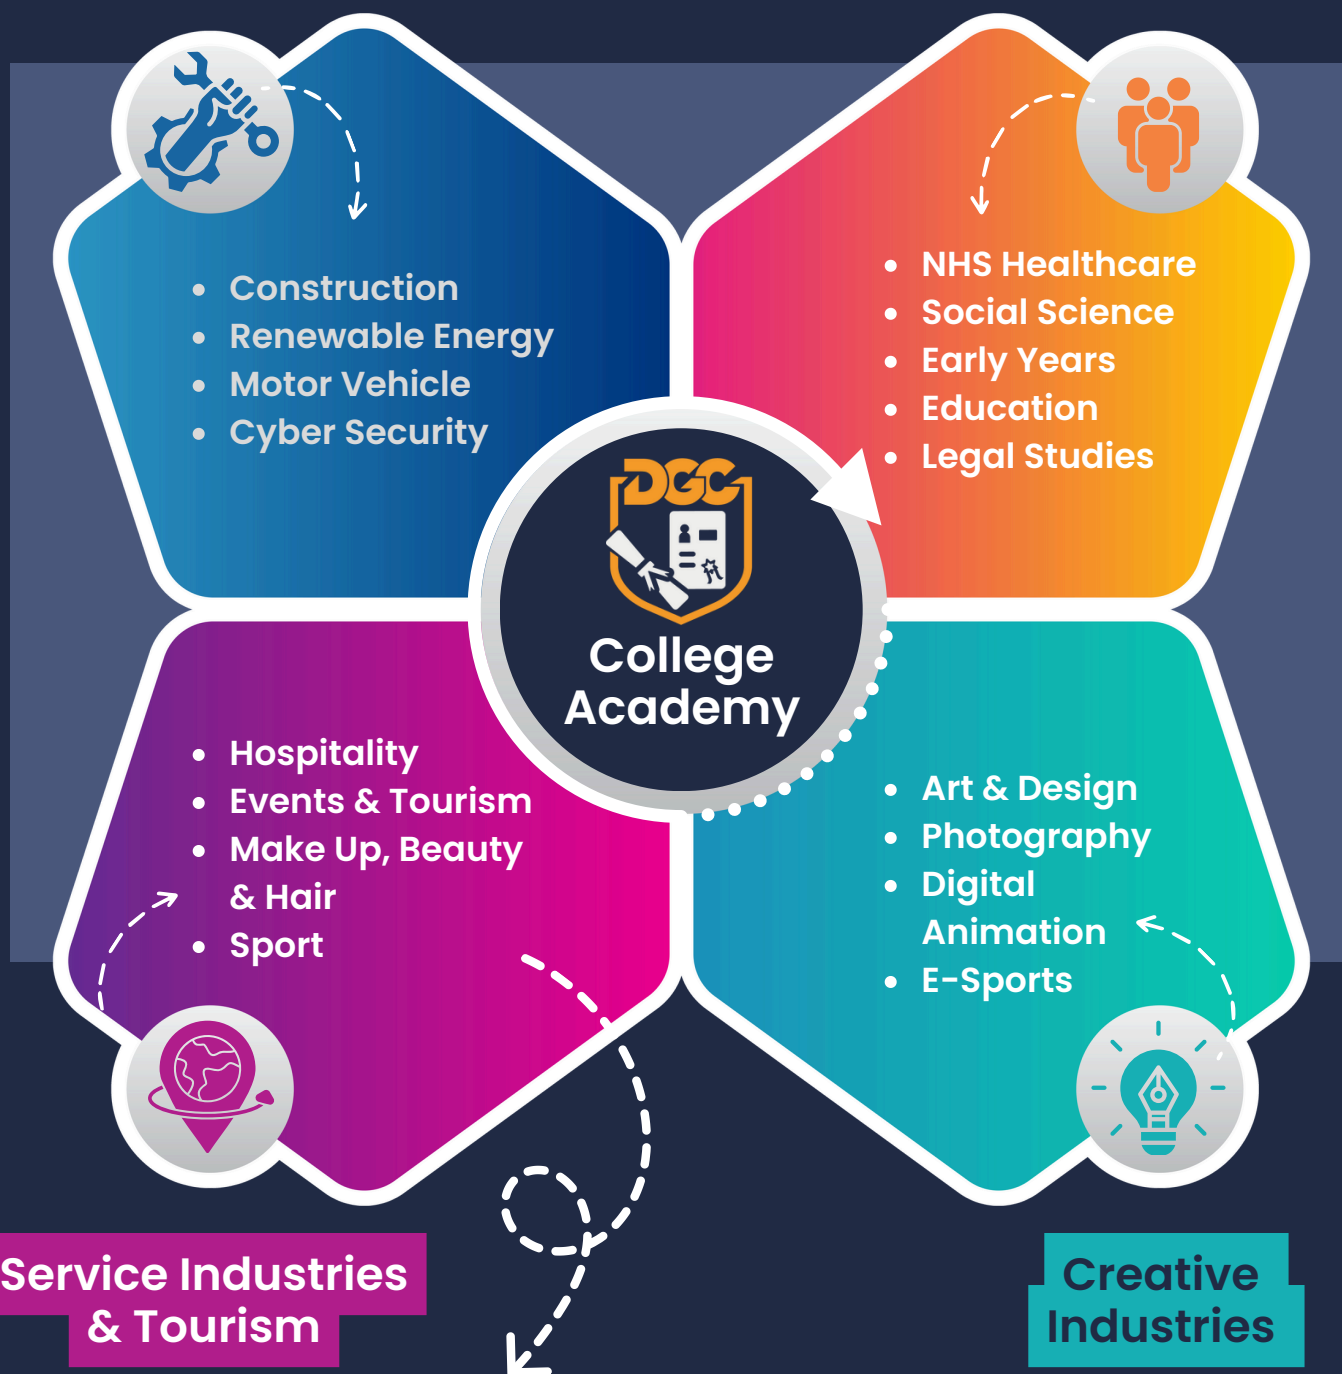 Construction
Renewable Energy
Motor Vehicle
Cyber Security
NHS Healthcare
Social Science
Early Years
Education
Legal Studies
DGC
College
Academy
Hospitality
Events & Tourism
Make Up, Beauty
& Hair
Sport
Art & Design
Photography
Digital
Animation
E-Sports
Service Industries
& Tourism
Creative
Industries